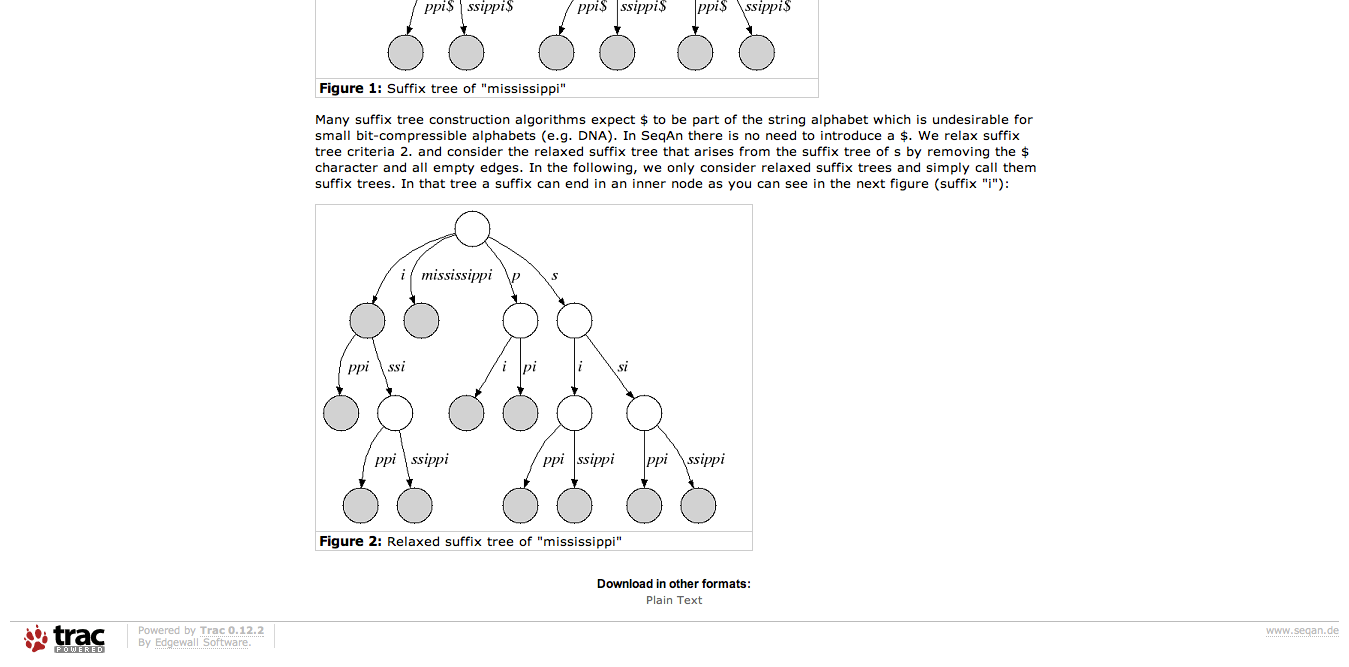 ppi$ ssippi$ ppi$ ssippi$ ppi$ ssippi$
Figure 1: Suffix tree of "mississippi"
Many suffix tree construction algorithms expect $ to be part of the string alphabet which is undesirable for
small bit-compressible alphabets (e.g. DNA). In SeqAn there is no need to introduce a $. We relax suffix
tree criteria 2. and consider the relaxed suffix tree that arises from the suffix tree of s by removing the $
character and all empty edges. In the following, we only consider relaxed suffix trees and simply call them
suffix trees. In that tree a suffix can end in an inner node as you can see in the next figure (suffix "i"):
i mississippi p s
ppi ssi i pi i si
ppi ssippi ppi ssippi ppi ssippi
Figure 2: Relaxed suffix tree of "mississippi"
Download in other formats:
Plain Text
trac
POWERED
Powered by Trac 0.12.2
By Edgewall Software.
www.seqan.de